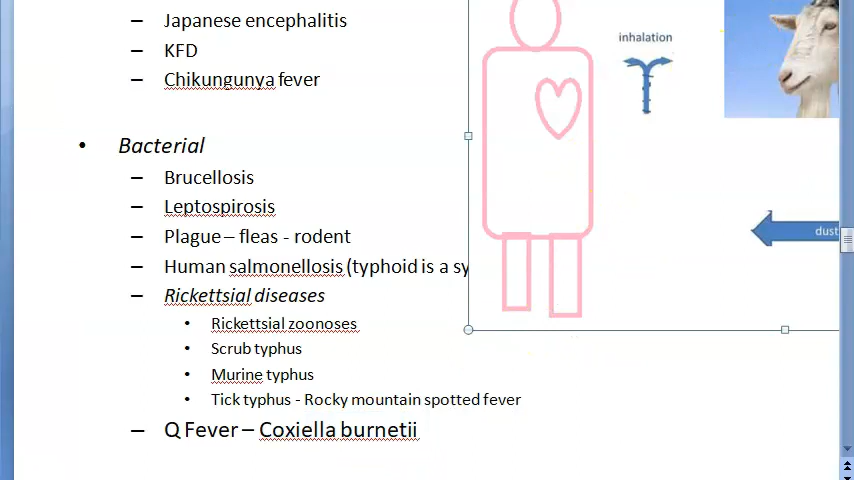 – Japanese encephalitis
– KFD
– Chikungunya fever
• Bacterial
– Brucellosis
– Leptospirosis
– Plague – fleas - rodent
– Human salmonellosis (typhoid is a sy
– Rickettsial diseases
• Rickettsial zoonoses
• Scrub typhus
• Murine typhus
• Tick typhus - Rocky mountain spotted fever
– Q Fever – Coxiella burnetii
inhalation
dust